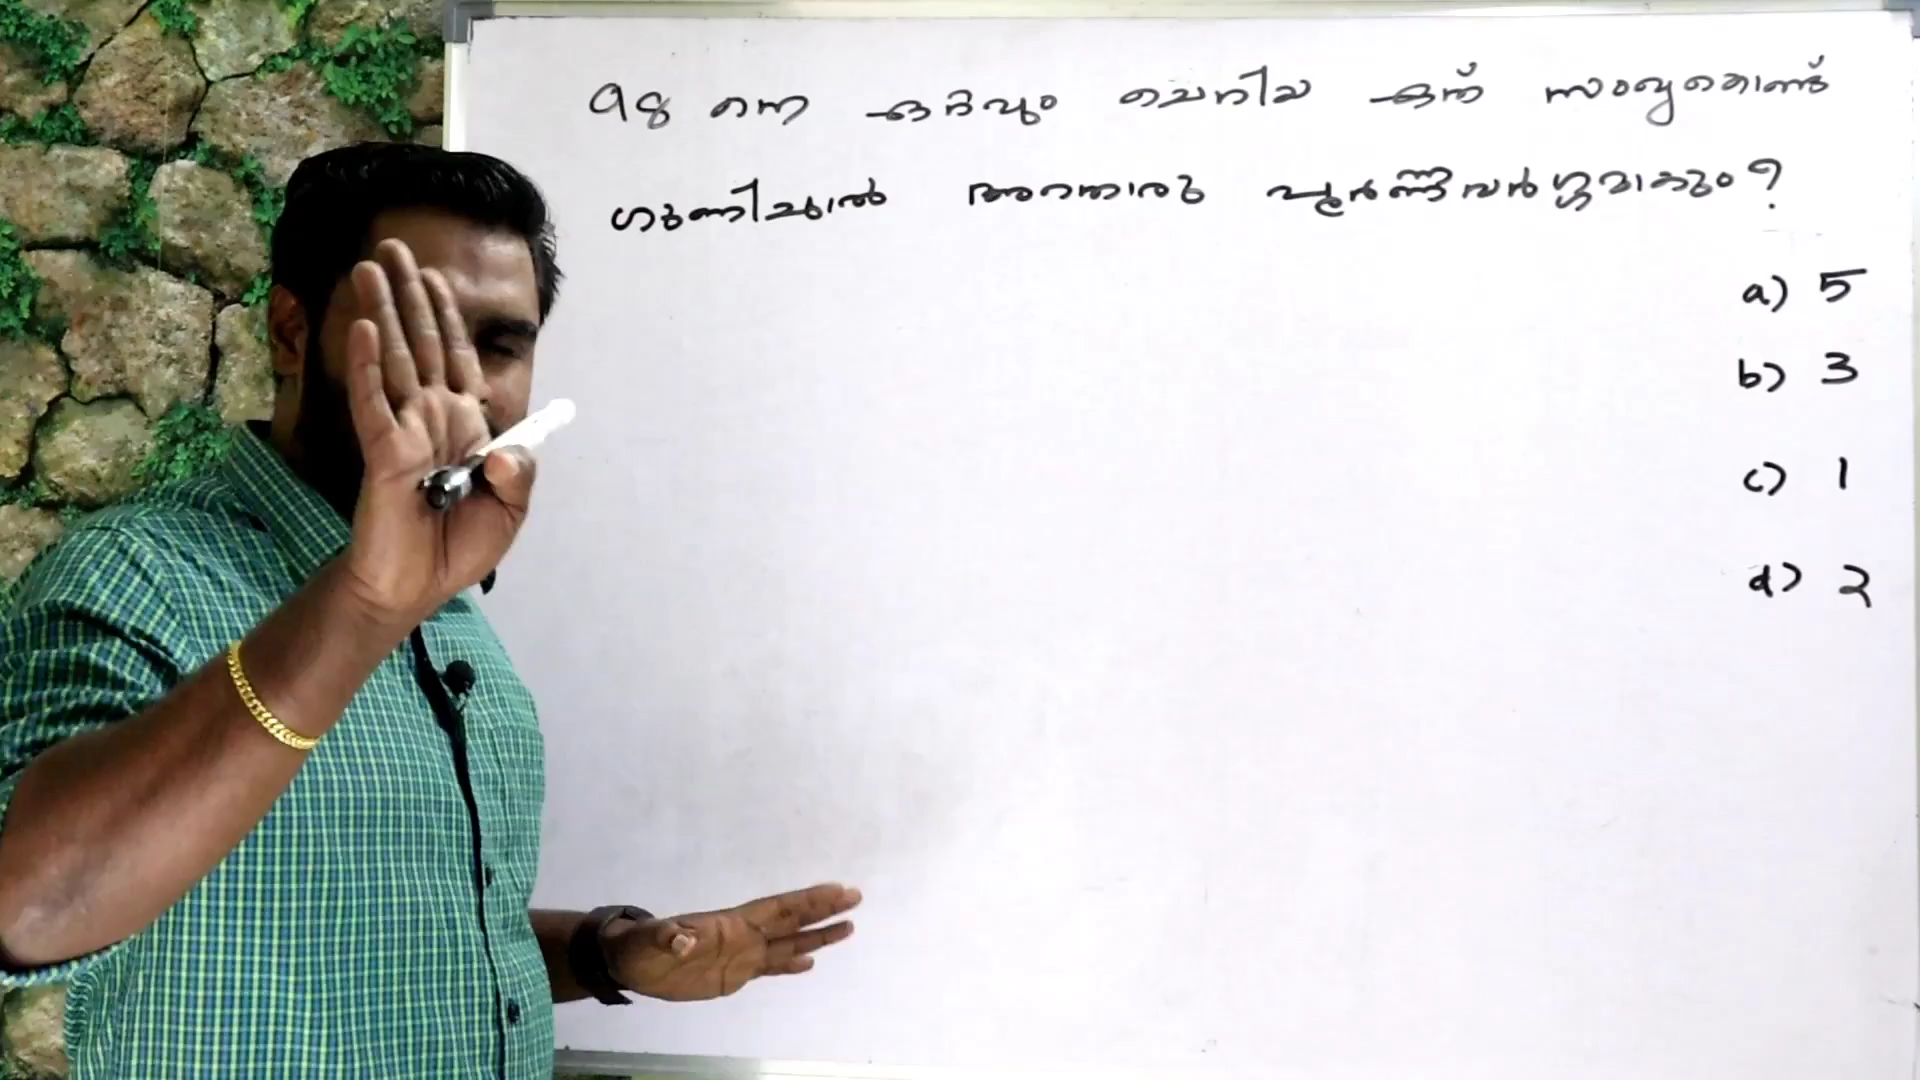 98 നെ ഏറ്റവും ചെറിയ ഏത് സംഖ്യകൊണ്ട്
ഗുണിച്ചാൽ അതൊരു പൂർണ്ണവർഗ്ഗമാകും?
a) 5
b) 3
c) 1
d) 2